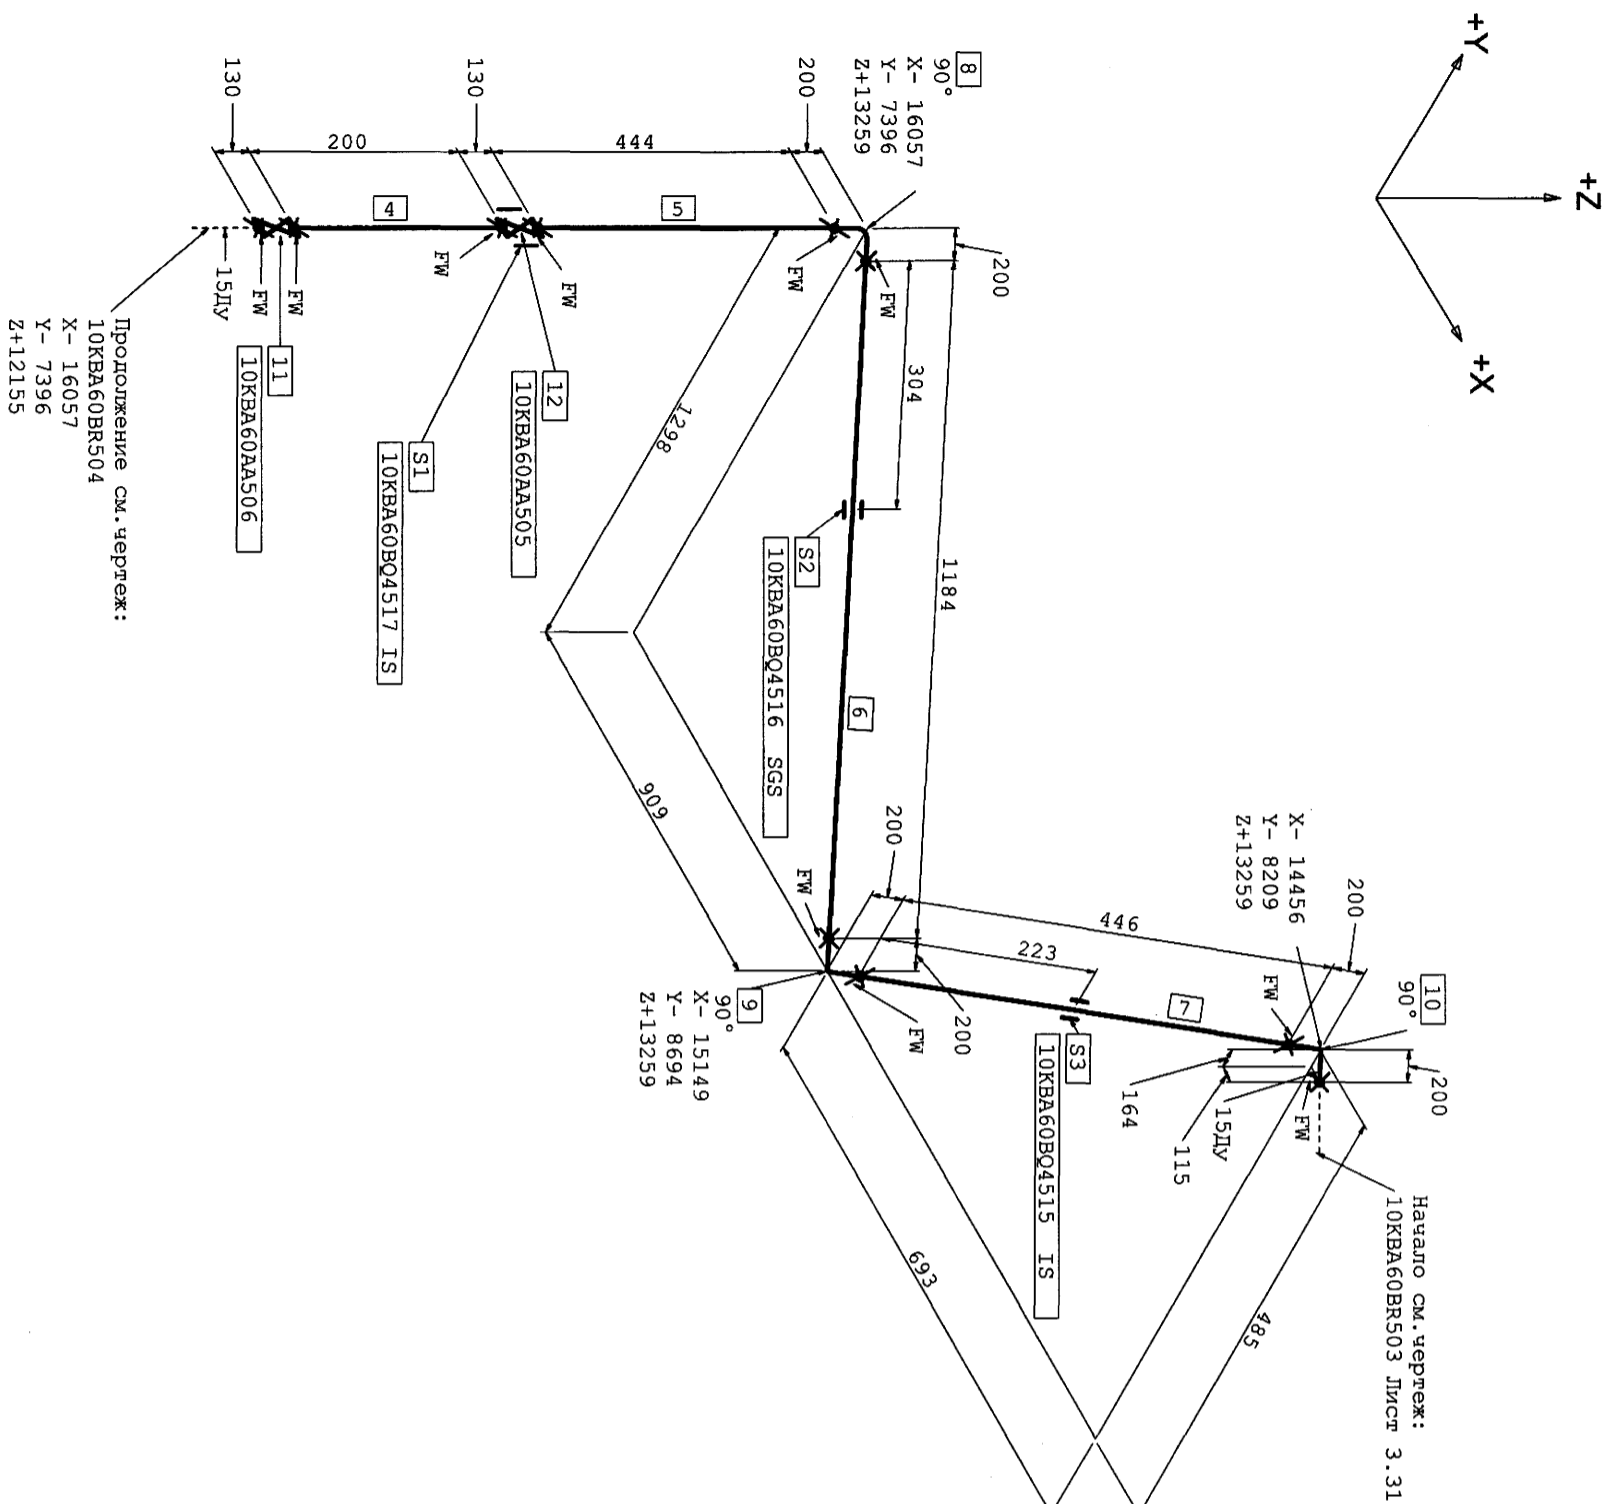 +Y
+Z
+X
8
90°
X- 16057
Y- 7396
Z+13259
130
200
130
444
200
4
5
200
FW
FW
FW
FW
FW
FW
15Ду
11
10KBA60AA506
12
10KBA60AA505
S1
10KBA60BQ4517 IS
Продолжение см.чертеж:
10KBA60BR504
X- 16057
Y- 7396
Z+12155
304
1184
1298
909
S2
10KBA60BQ4516 SGS
6
FW
200
446
223
200
200
FW
9
90°
X- 15149
Y- 8694
Z+13259
X- 14456
Y- 8209
Z+13259
7
FW
10
90°
S3
10KBA60BQ4515 IS
200
164
115
15Ду
FW
Начало см.чертеж:
10KBA60BR503 Лист 3.31
693
485